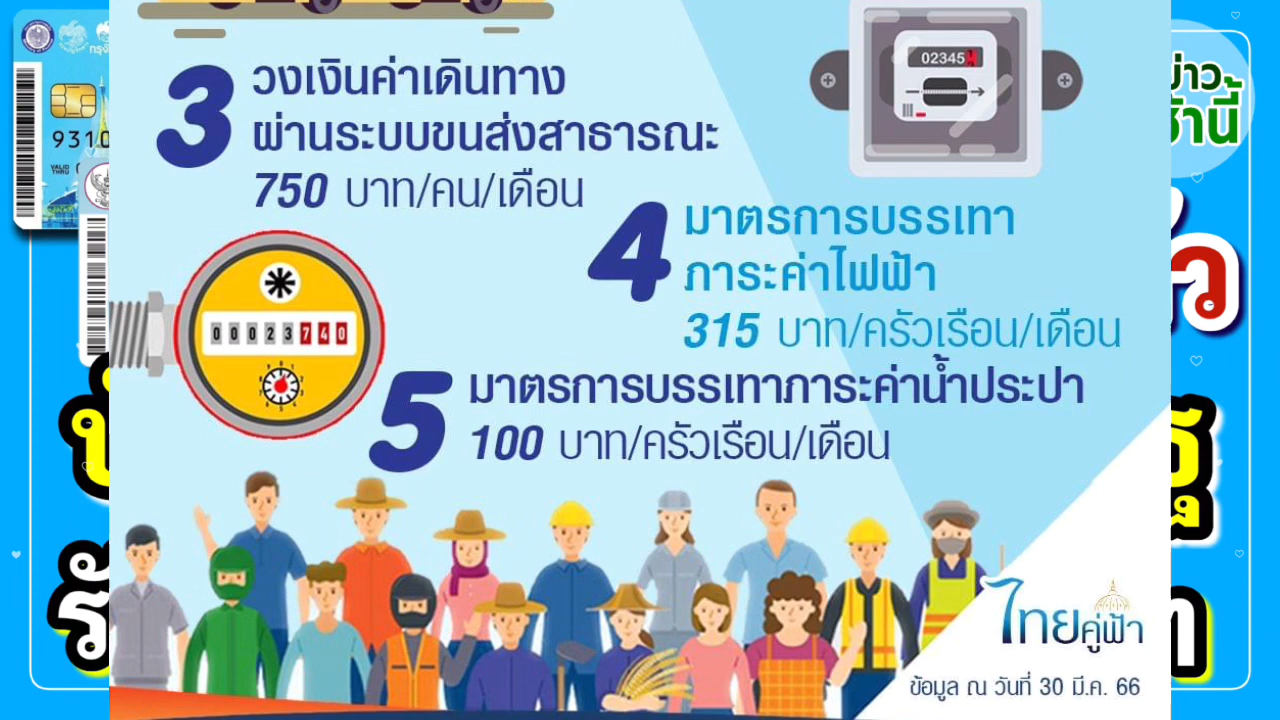 3 วงเงินค่าเดินทาง
ผ่านระบบขนส่งสาธารณะ
750 บาท/คน/เดือน
02345
4 มาตรการบรรเทา
ภาระค่าไฟฟ้า
315 บาท/ครัวเรือน/เดือน
00023740
5 มาตรการบรรเทาภาระค่าน้ำประปา
100 บาท/ครัวเรือน/เดือน
ไทยคู่ฟ้า
ข้อมูล ณ วันที่ 30 มี.ค. 66
9310
VALID
THRU